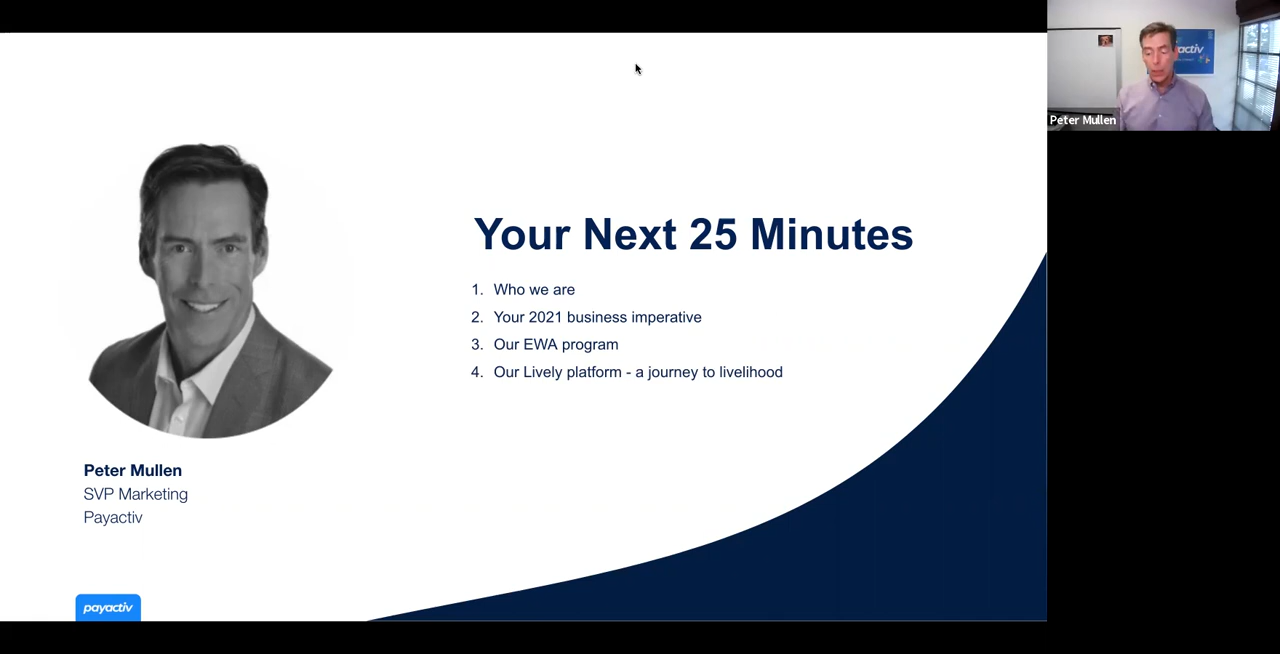 Your Next 25 Minutes
1. Who we are
2. Your 2021 business imperative
3. Our EWA program
4. Our Lively platform - a journey to livelihood
Peter Mullen
SVP Marketing
Payactiv
payactiv
activ
Peter Mullen